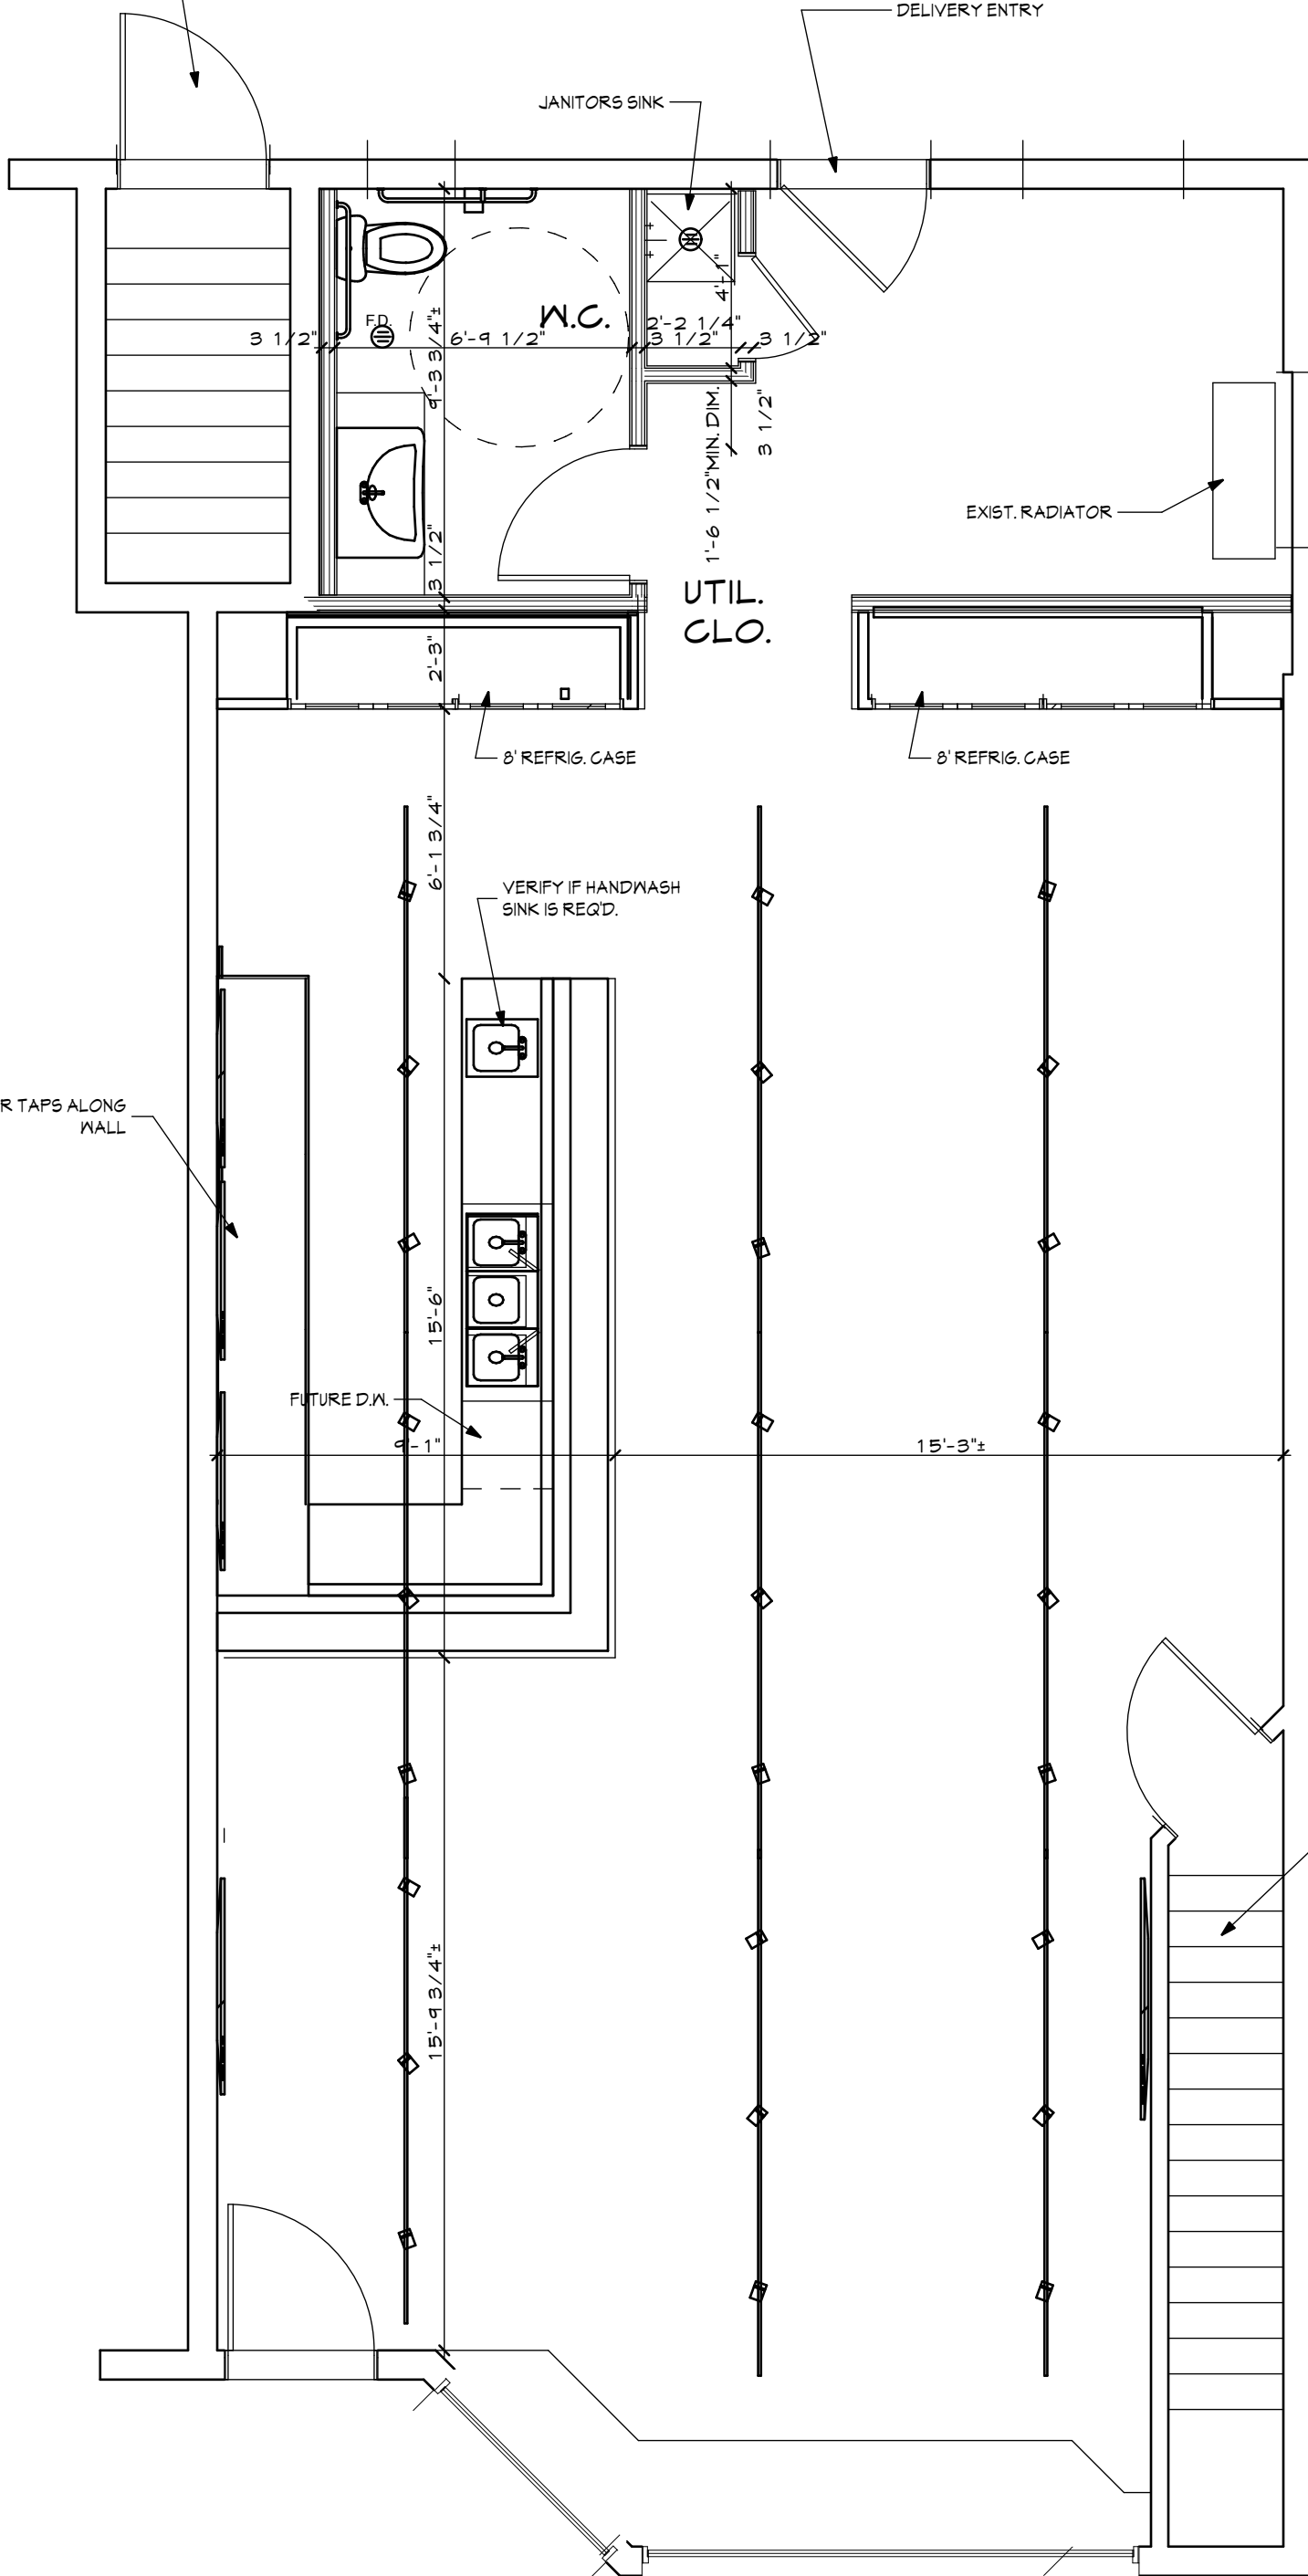 DELIVERY ENTRY
JANITORS SINK
F.D.
W.C.
3 1/2"
6'-9 1/2"
9'-3 3/4"±
2'-2 1/4"
3 1/2"
3 1/2"
4'-1"
1'-6 1/2" MIN. DIM.
3 1/2"
EXIST. RADIATOR
3 1/2"
UTIL.
CLO.
2'-3"
8' REFRIG. CASE
8' REFRIG. CASE
6'-1 3/4"
VERIFY IF HANDWASH
SINK IS REQ'D.
R TAPS ALONG
WALL
15'-6"
FUTURE D.W.
9'-1"
15'-3"±
15'-9 3/4"±